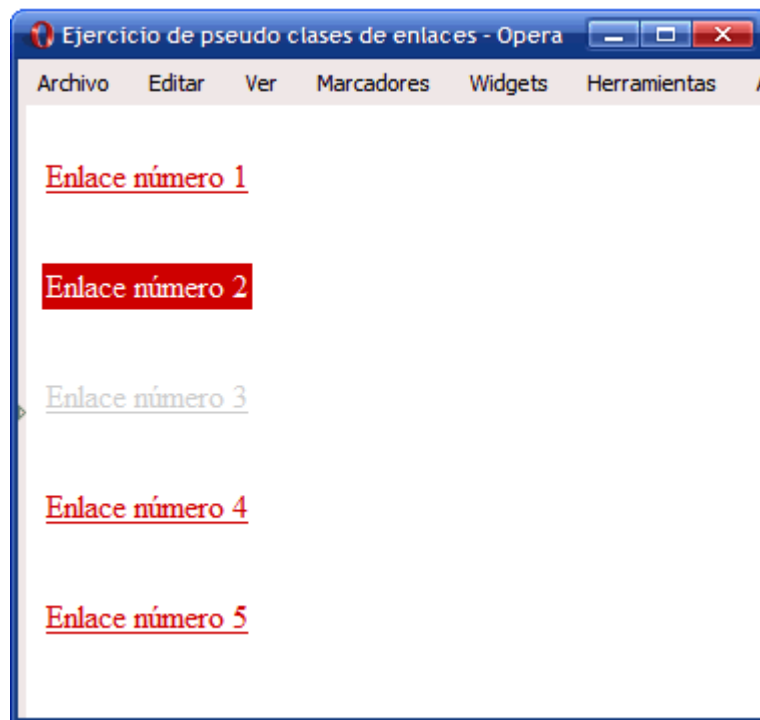 Ejercicio de pseudo clases de enlaces - Opera
Archivo Editar Ver Marcadores Widgets Herramientas
Enlace número 1
Enlace número 2
Enlace número 3
Enlace número 4
Enlace número 5